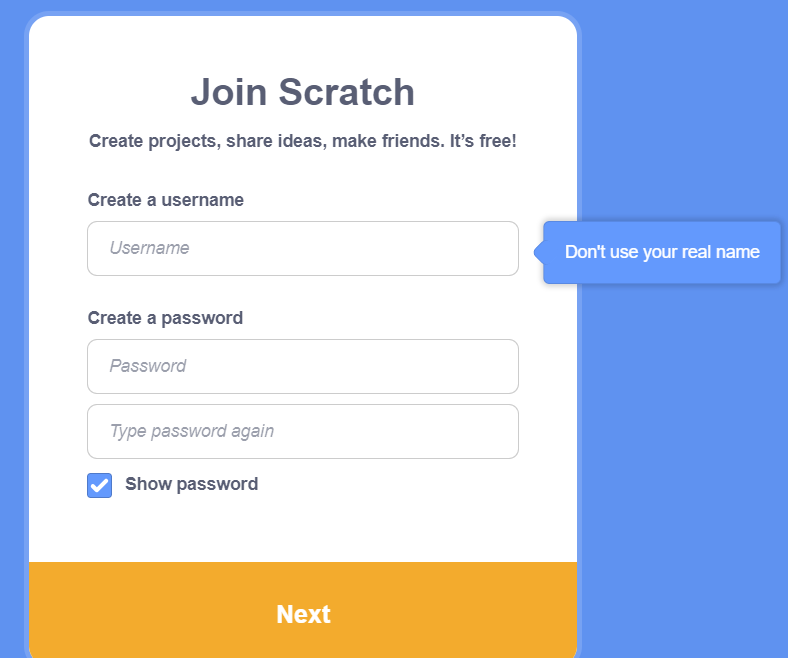 Join Scratch
Create projects, share ideas, make friends. It’s free!
Create a username
Username
Don't use your real name
Create a password
Password
Type password again
Show password
Next